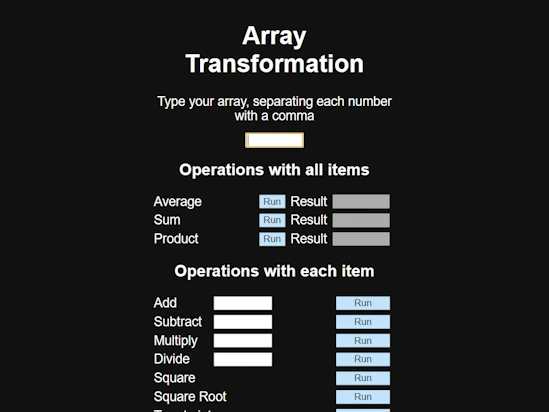 Array
Transformation
Type your array, separating each number
with a comma
Operations with all items
Average Run Result
Sum Run Result
Product Run Result
Operations with each item
Add Run
Subtract Run
Multiply Run
Divide Run
Square Run
Square Root Run